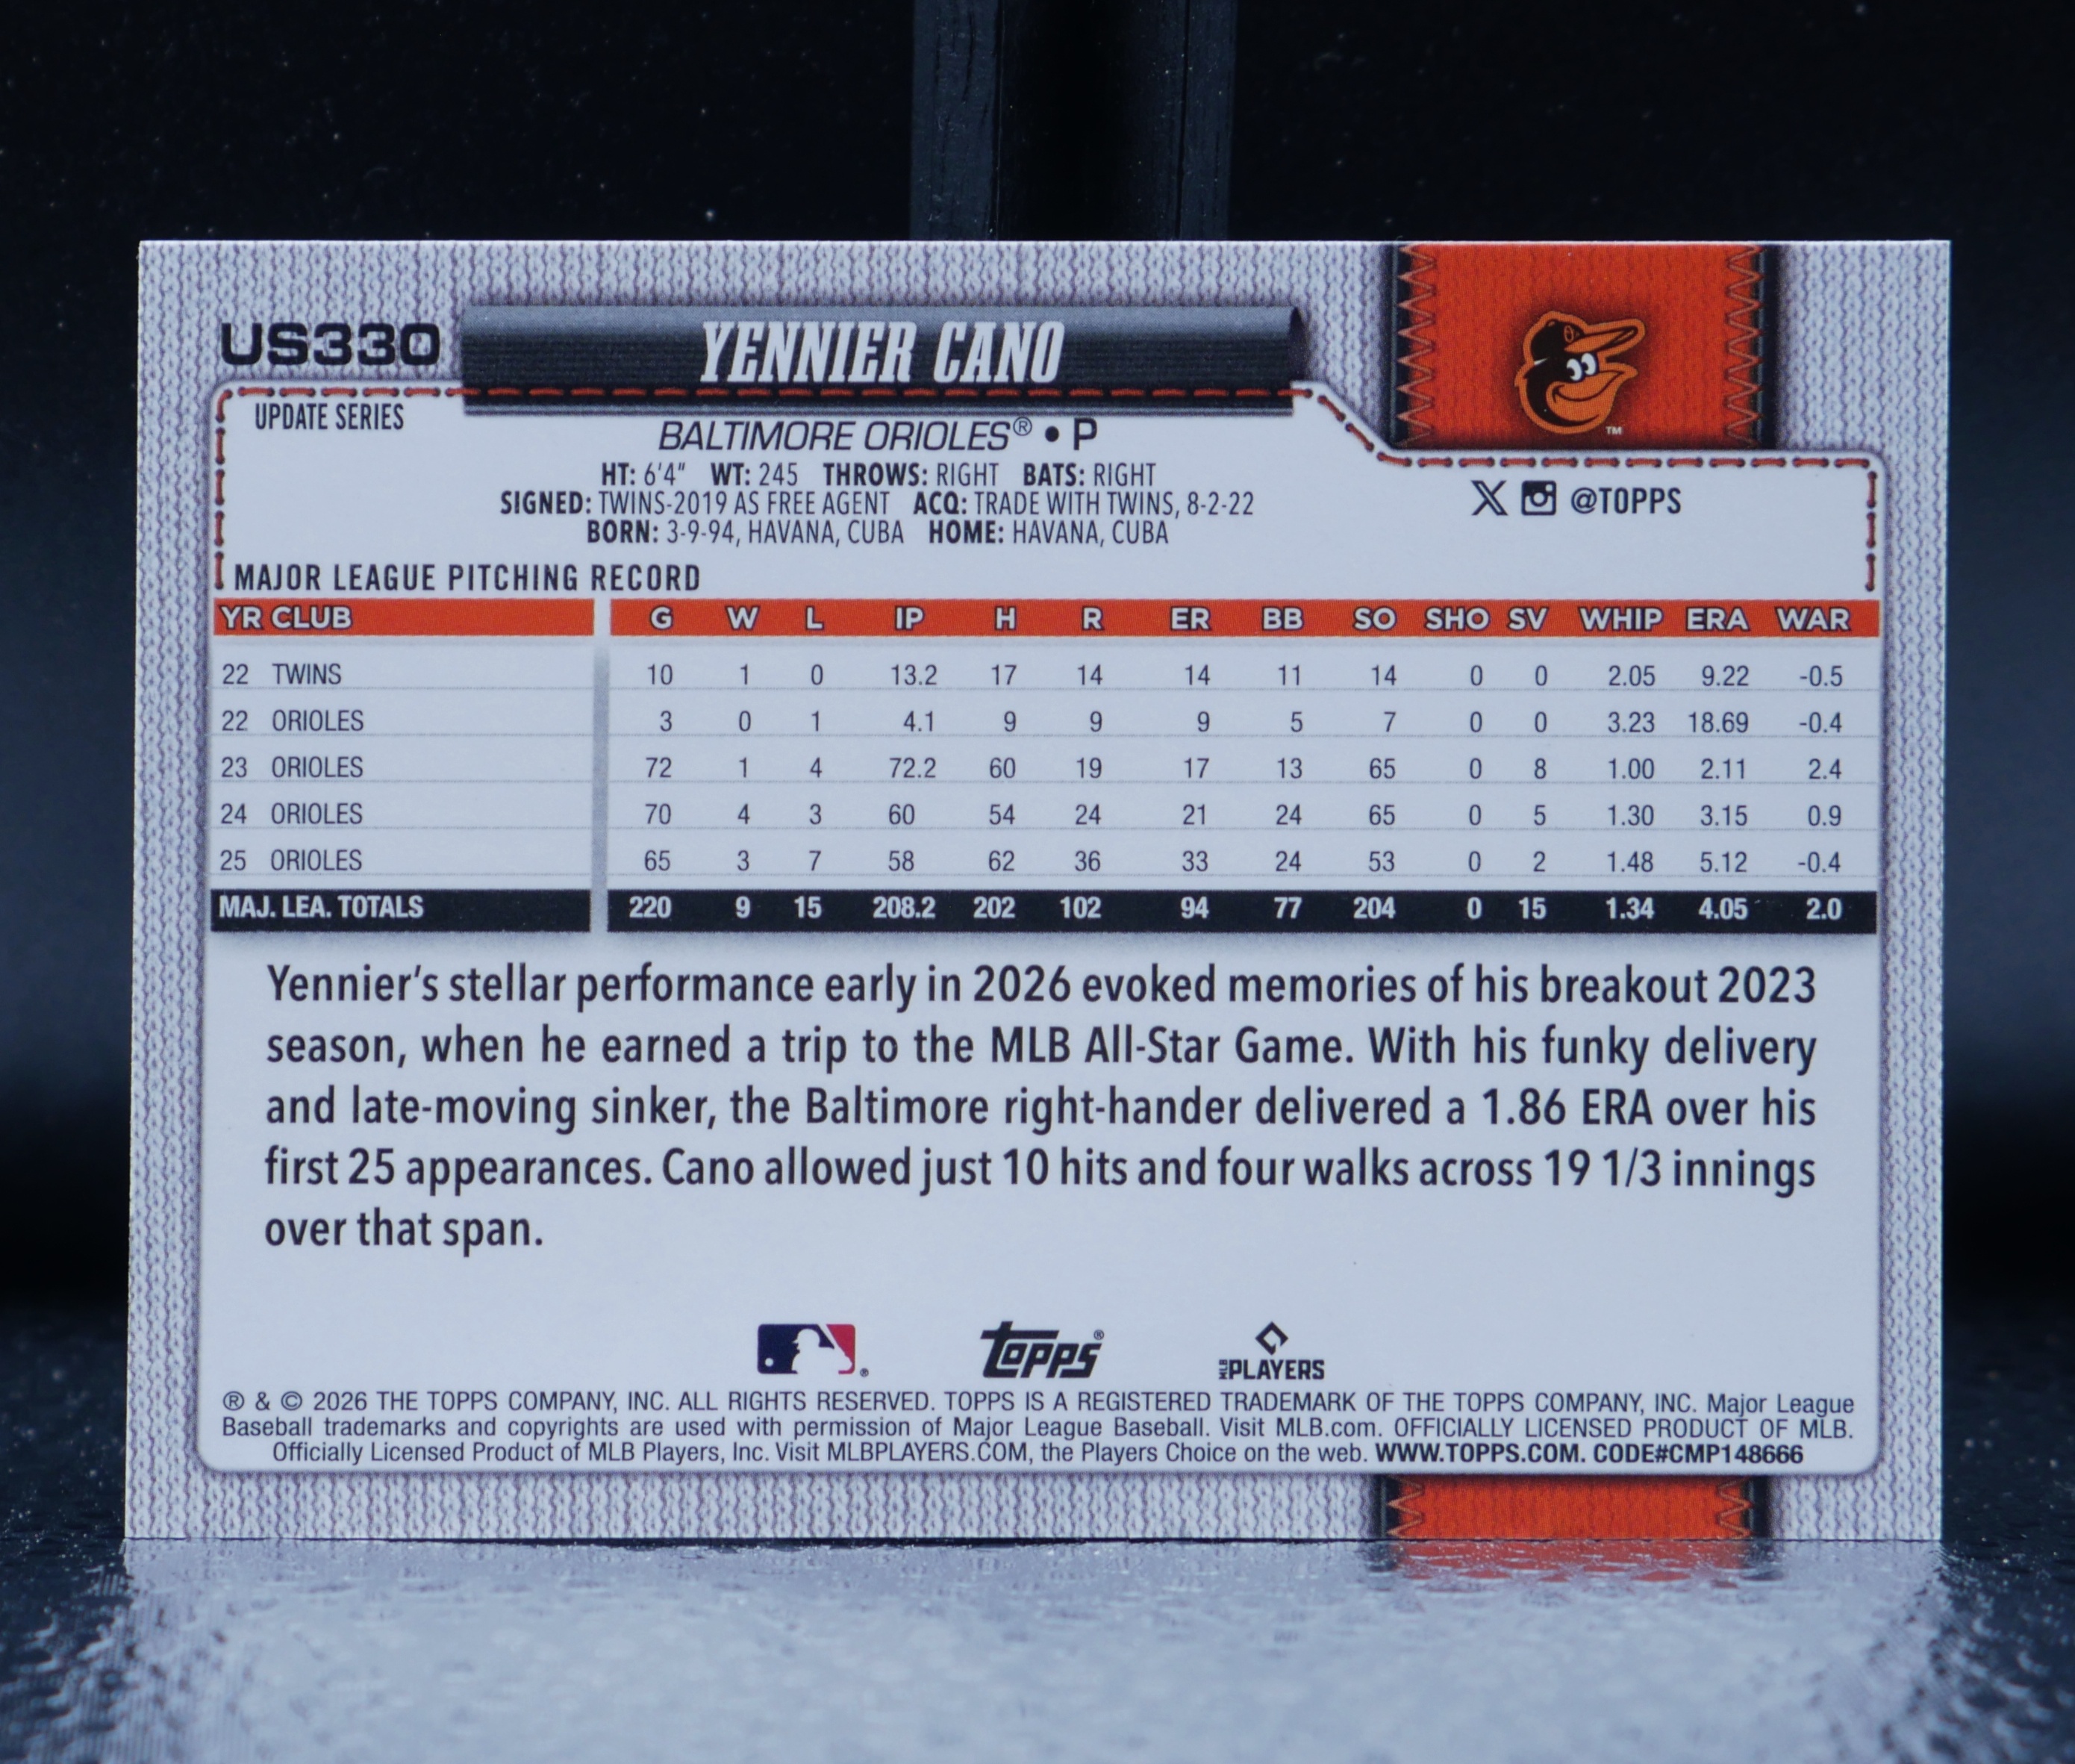 US330
YENNIER CANO
UPDATE SERIES
BALTIMORE ORIOLES® • P
HT: 6'4" WT: 245 THROWS: RIGHT BATS: RIGHT
SIGNED: TWINS-2019 AS FREE AGENT ACQ: TRADE WITH TWINS, 8-2-22
BORN: 3-9-94, HAVANA, CUBA HOME: HAVANA, CUBA
TM
X @TOPPS
MAJOR LEAGUE PITCHING RECORD
YR CLUB G W L IP H R ER BB SO SHO SV WHIP ERA WAR
22 TWINS 10 1 0 13.2 17 14 14 11 14 0 0 2.05 9.22 -0.5
22 ORIOLES 3 0 1 4.1 9 9 9 5 7 0 0 3.23 18.69 -0.4
23 ORIOLES 72 1 4 72.2 60 19 17 13 65 0 8 1.00 2.11 2.4
24 ORIOLES 70 4 3 60 54 24 21 24 65 0 5 1.30 3.15 0.9
25 ORIOLES 65 3 7 58 62 36 33 24 53 0 2 1.48 5.12 -0.4
MAJ. LEA. TOTALS 220 9 15 208.2 202 102 94 77 204 0 15 1.34 4.05 2.0
Yennier's stellar performance early in 2026 evoked memories of his breakout 2023
season, when he earned a trip to the MLB All-Star Game. With his funky delivery
and late-moving sinker, the Baltimore right-hander delivered a 1.86 ERA over his
first 25 appearances. Cano allowed just 10 hits and four walks across 19 1/3 innings
over that span.
®
topps®
MLB PLAYERS
® & © 2026 THE TOPPS COMPANY, INC. ALL RIGHTS RESERVED. TOPPS IS A REGISTERED TRADEMARK OF THE TOPPS COMPANY, INC. Major League
Baseball trademarks and copyrights are used with permission of Major League Baseball. Visit MLB.com. OFFICIALLY LICENSED PRODUCT OF MLB.
Officially Licensed Product of MLB Players, Inc. Visit MLBPLAYERS.COM, the Players Choice on the web. WWW.TOPPS.COM. CODE#CMP148666